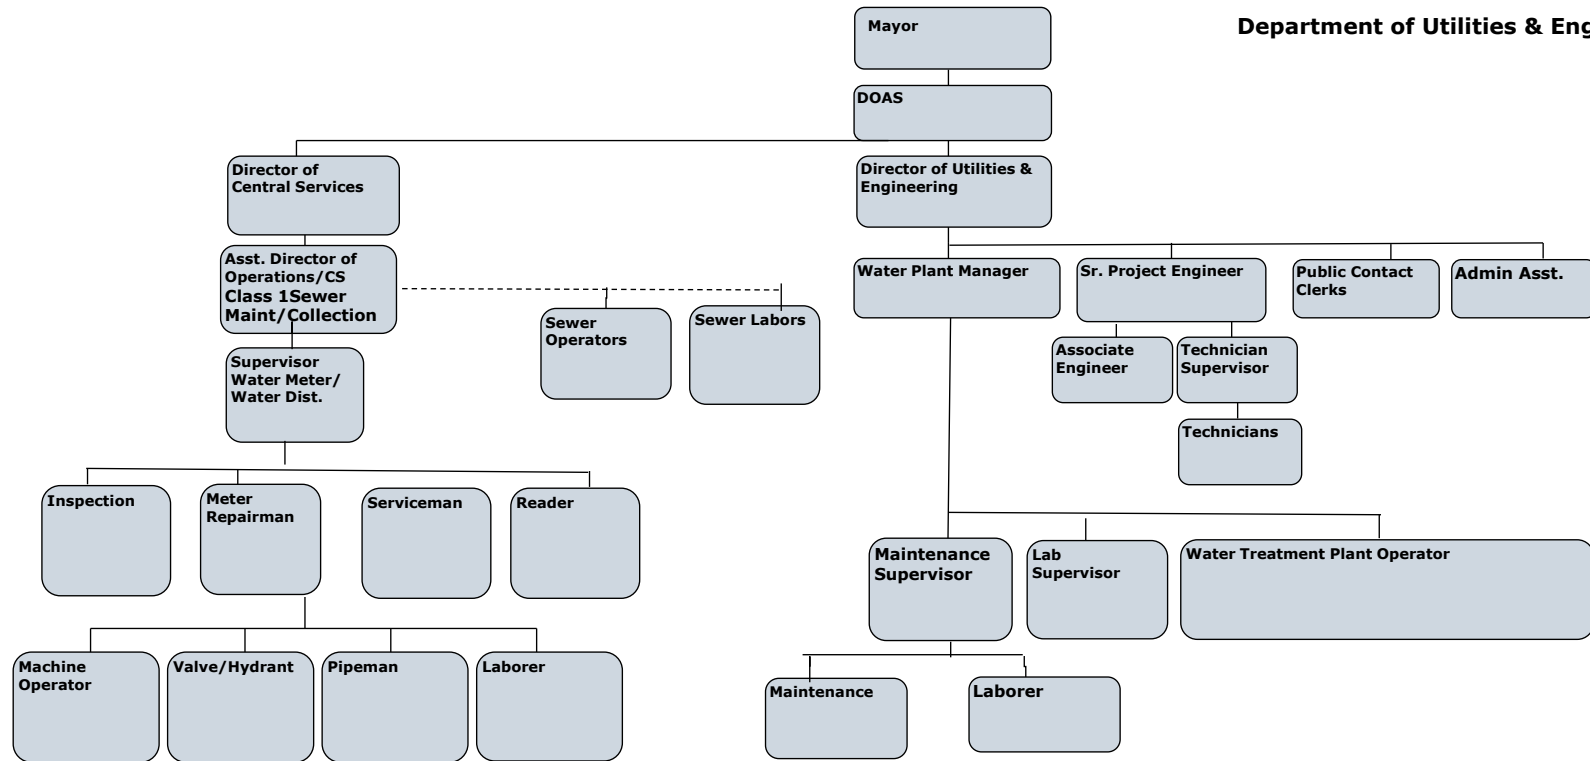 Department of Utilities & Eng
Mayor
DOAS
Director of
Central Services
Director of Utilities &
Engineering
Asst. Director of
Operations/CS
Class 1Sewer
Maint/Collection
Water Plant Manager
Sr. Project Engineer
Public Contact
Clerks
Admin Asst.
Sewer
Operators
Sewer Labors
Supervisor
Water Meter/
Water Dist.
Associate
Engineer
Technician
Supervisor
Technicians
Inspection
Meter
Repairman
Serviceman
Reader
Maintenance
Supervisor
Lab
Supervisor
Water Treatment Plant Operator
Machine
Operator
Valve/Hydrant
Pipeman
Laborer
Maintenance
Laborer